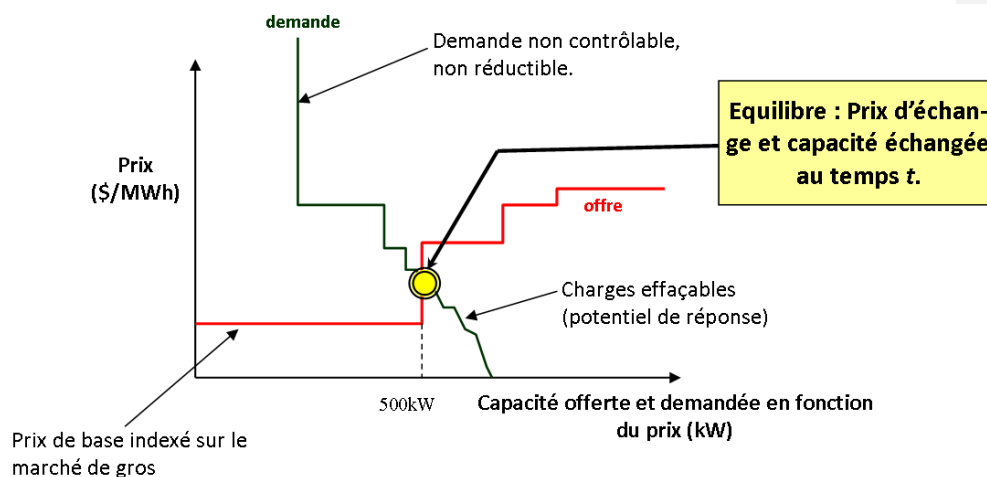 demande
Demande non contrôlable,
non réductible.
Equilibre : Prix d’échan-
ge et capacité échangée
au temps t.
Prix
($/MWh)
offre
Charges effaçables
(potentiel de réponse)
500kW
Capacité offerte et demandée en fonction
du prix (kW)
Prix de base indexé sur le
marché de gros